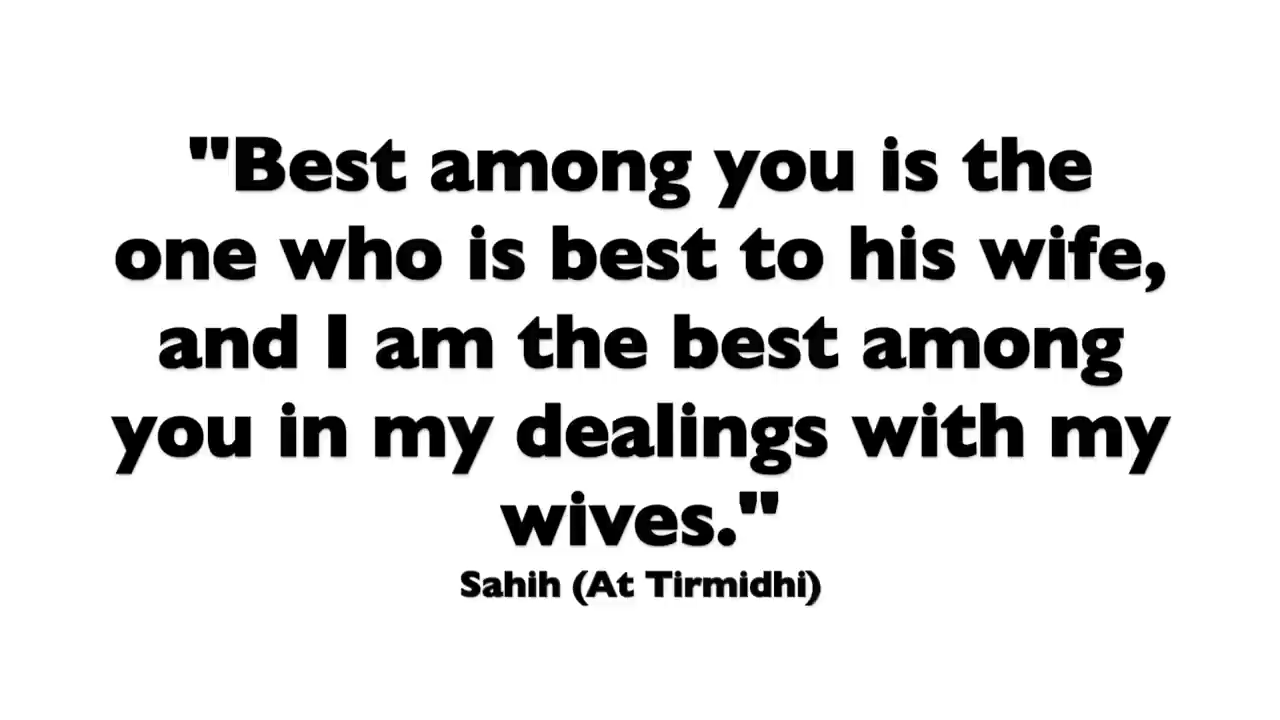 "Best among you is the
one who is best to his wife,
and I am the best among
you in my dealings with my
wives."
Sahih (At Tirmidhi)